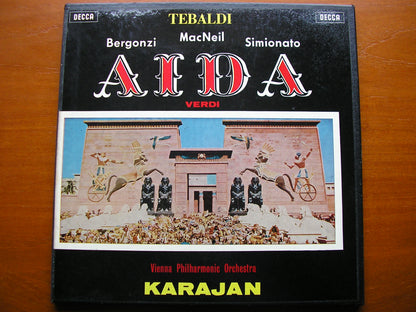 DECCA
TEBALDI
DECCA
Bergonzi MacNeil Simionato
AIDA
VERDI
Vienna Philharmonic Orchestra
KARAJAN